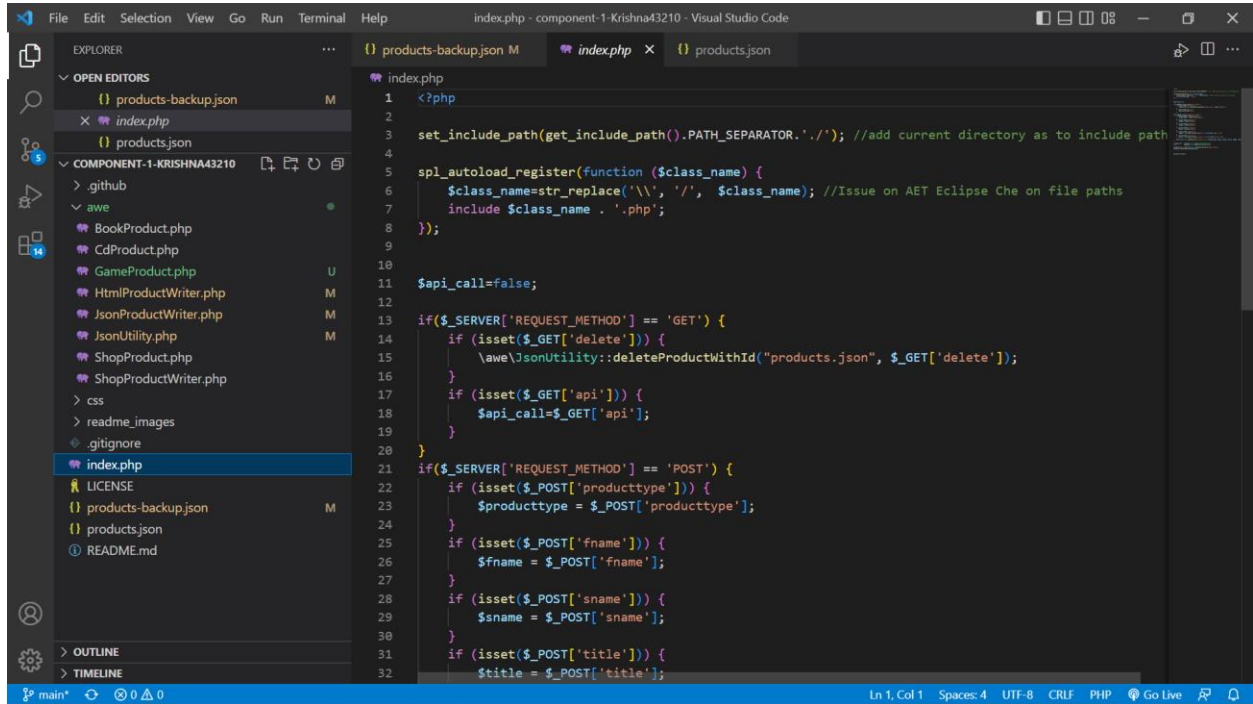 File Edit Selection View Go Run Terminal Help index.php - component-1-Krishna43210 - Visual Studio Code
EXPLORER
OPEN EDITORS
{} products-backup.json M
index.php
{} products.json
COMPONENT-1-KRISHNA43210
.github
awe
BookProduct.php
CdProduct.php
GameProduct.php U
HtmlProductWriter.php M
JsonProductWriter.php M
JsonUtility.php M
ShopProduct.php
ShopProductWriter.php
css
readme_images
.gitignore
index.php
LICENSE
{} products-backup.json M
{} products.json
README.md
OUTLINE
TIMELINE
5
14
{} products-backup.json M index.php {} products.json
index.php
1 <?php
2
3 set_include_path(get_include_path().PATH_SEPARATOR.'./'); //add current directory as to include path
4
5 spl_autoload_register(function ($class_name) {
6     $class_name=str_replace('\\', '/',  $class_name); //Issue on AET Eclipse Che on file paths
7     include $class_name . '.php';
8 });
9
10
11 $api_call=false;
12
13 if($_SERVER['REQUEST_METHOD'] == 'GET') {
14     if (isset($_GET['delete'])) {
15         \awe\JsonUtility::deleteProductWithId("products.json", $_GET['delete']);
16     }
17     if (isset($_GET['api'])) {
18         $api_call=$_GET['api'];
19     }
20 }
21 if($_SERVER['REQUEST_METHOD'] == 'POST') {
22     if (isset($_POST['producttype'])) {
23         $producttype = $_POST['producttype'];
24     }
25     if (isset($_POST['fname'])) {
26         $fname = $_POST['fname'];
27     }
28     if (isset($_POST['sname'])) {
29         $sname = $_POST['sname'];
30     }
31     if (isset($_POST['title'])) {
32         $title = $_POST['title'];
main* 0 0 Ln 1, Col 1 Spaces: 4 UTF-8 CRLF PHP Go Live